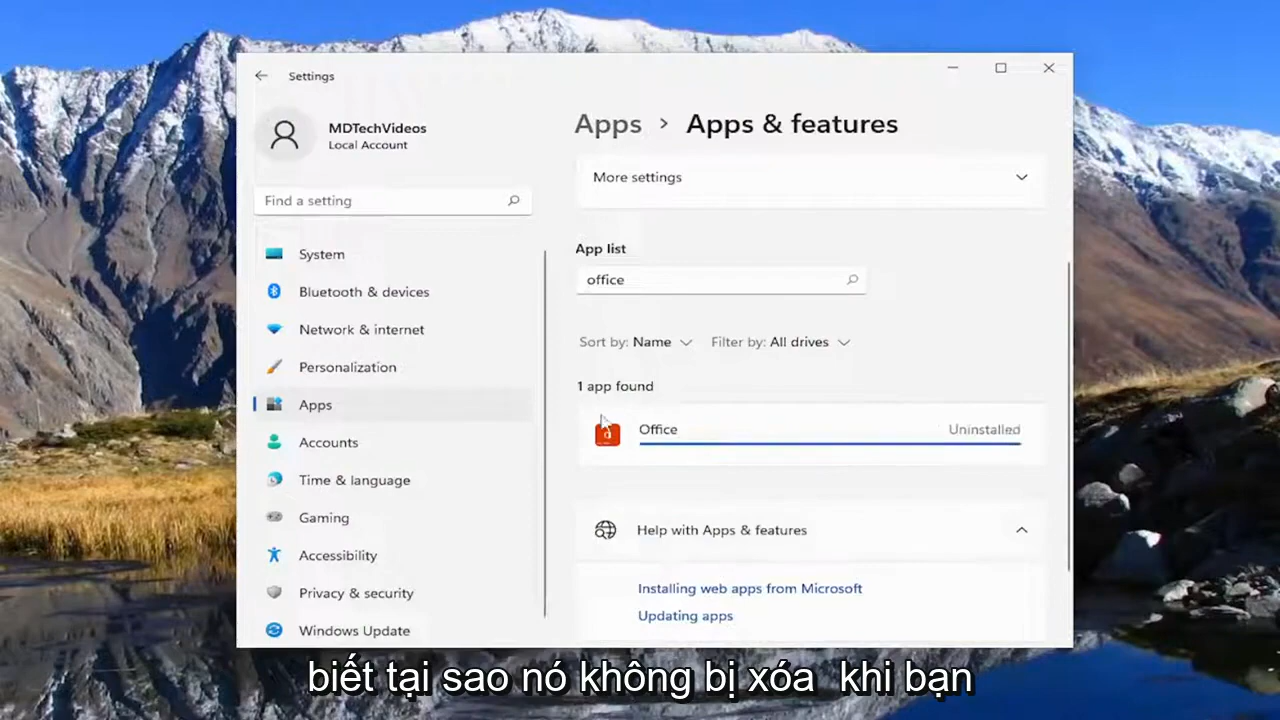 Settings
MDTechVideos
Local Account
Find a setting
System
Bluetooth & devices
Network & internet
Personalization
Apps
Accounts
Time & language
Gaming
Accessibility
Privacy & security
Windows Update
Apps > Apps & features
More settings
App list
office
Sort by: Name Filter by: All drives
1 app found
Office Uninstalled
Help with Apps & features
Installing web apps from Microsoft
Updating apps
biết tại sao nó không bị xóa khi bạn